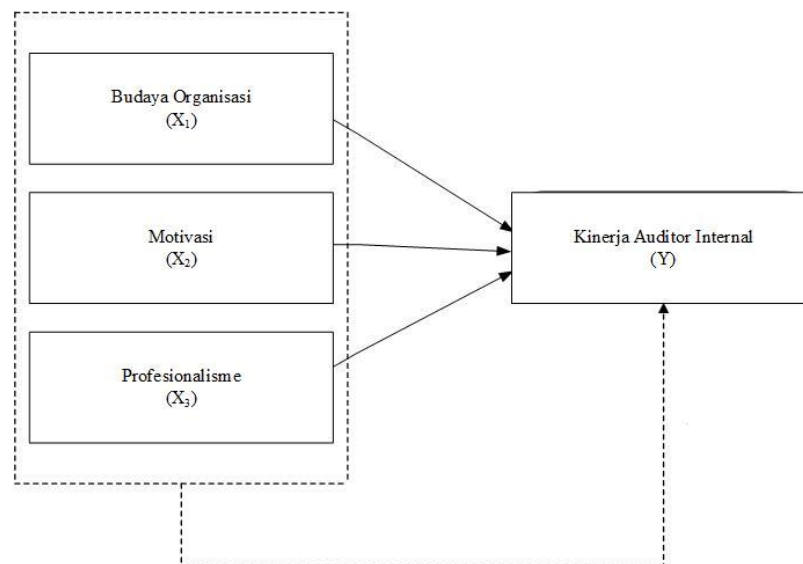 Budaya Organisasi
(X₁)
Motivasi
(X₂)
Profesionalisme
(X₃)
Kinerja Auditor Internal
(Y)